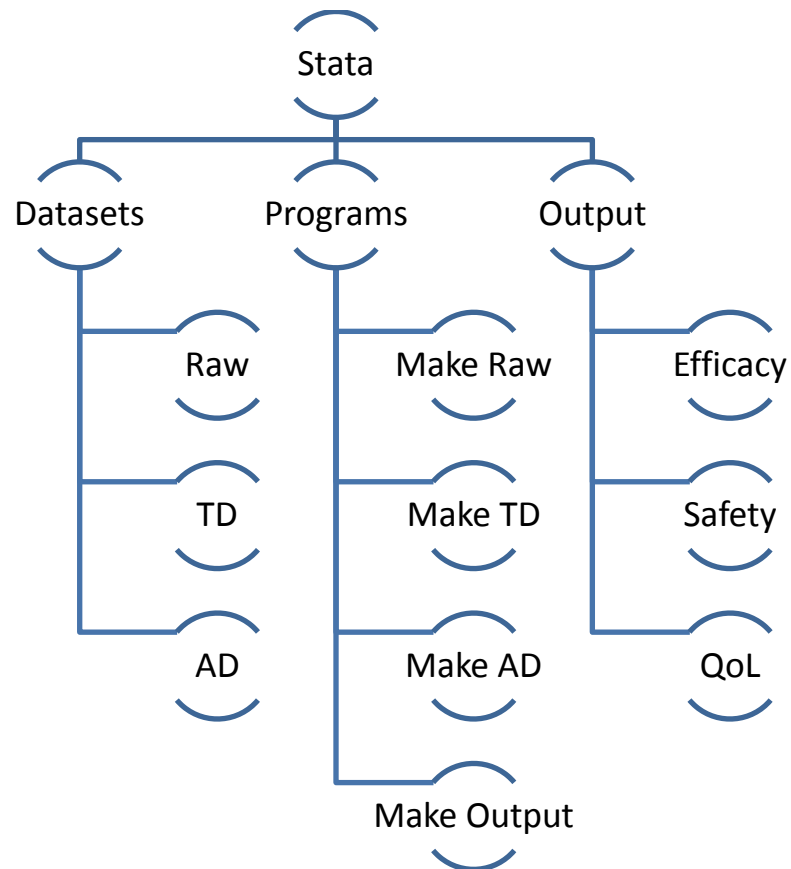 Stata
Datasets
Programs
Output
Raw
Make Raw
Efficacy
TD
Make TD
Safety
AD
Make AD
QoL
Make Output